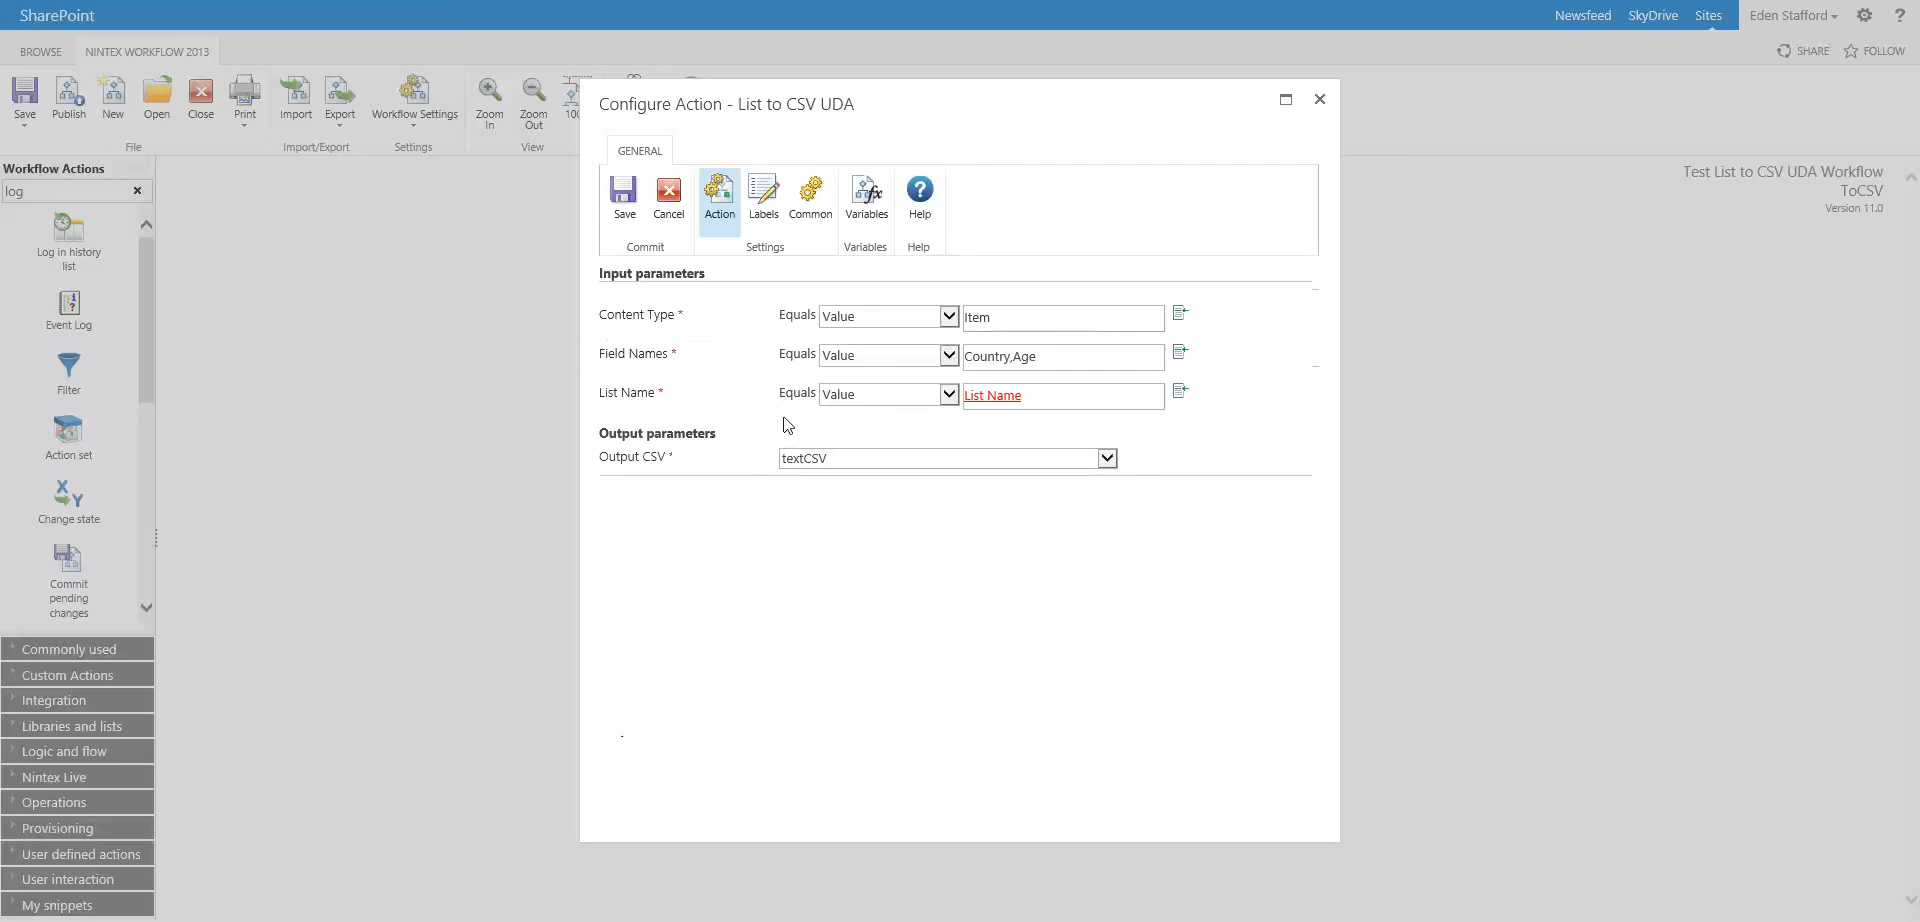 SharePoint
Newsfeed SkyDrive Sites Eden Stafford ?
BROWSE NINTEX WORKFLOW 2013 SHARE FOLLOW
Save Publish New Open Close Print Import Export Workflow Settings Zoom In Zoom Out
File Import/Export Settings View
Configure Action - List to CSV UDA
GENERAL
Save Cancel Action Labels Common Variables Help
Commit Settings Variables Help
Workflow Actions
log
Test List to CSV UDA Workflow
ToCSV
Version 11.0
Log in history
list
Event Log
Filter
Action set
Change state
Commit
pending
changes
Input parameters
Content Type * Equals Value Item
Field Names * Equals Value Country,Age
List Name * Equals Value List Name
Output parameters
Output CSV * textCSV
Commonly used
Custom Actions
Integration
Libraries and lists
Logic and flow
Nintex Live
Operations
Provisioning
User defined actions
User interaction
My snippets